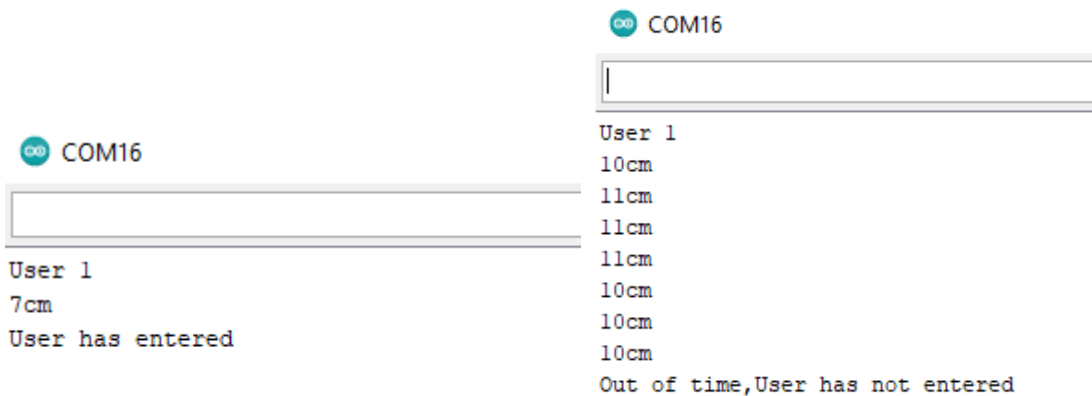 COM16
User 1
7cm
User has entered
COM16
User 1
10cm
11cm
11cm
11cm
10cm
10cm
10cm
Out of time,User has not entered